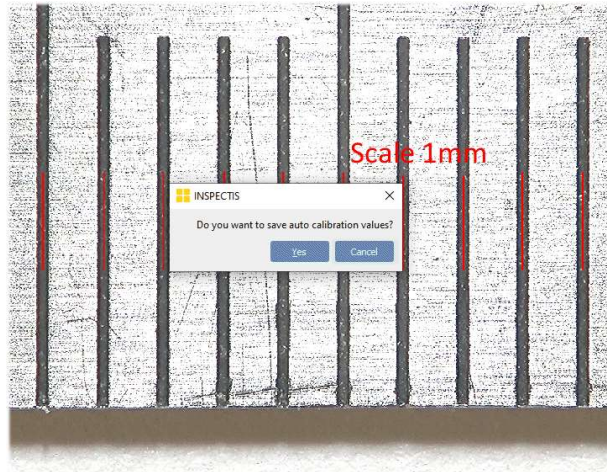 Scale 1mm
INSPECTIS
Do you want to save auto calibration values?
Yes
Cancel